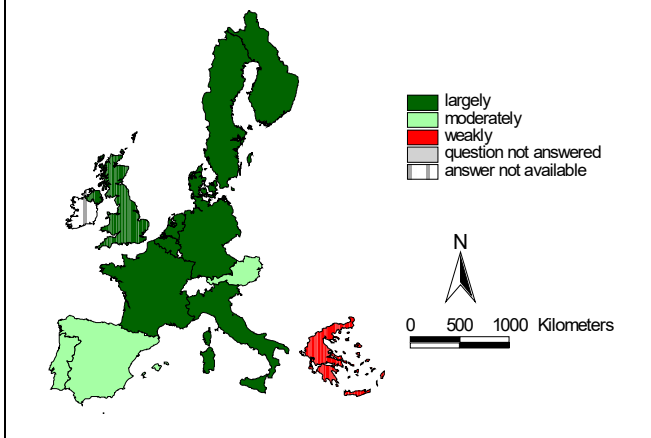 largely
moderately
weakly
question not answered
answer not available
N
0 500 1000 Kilometers